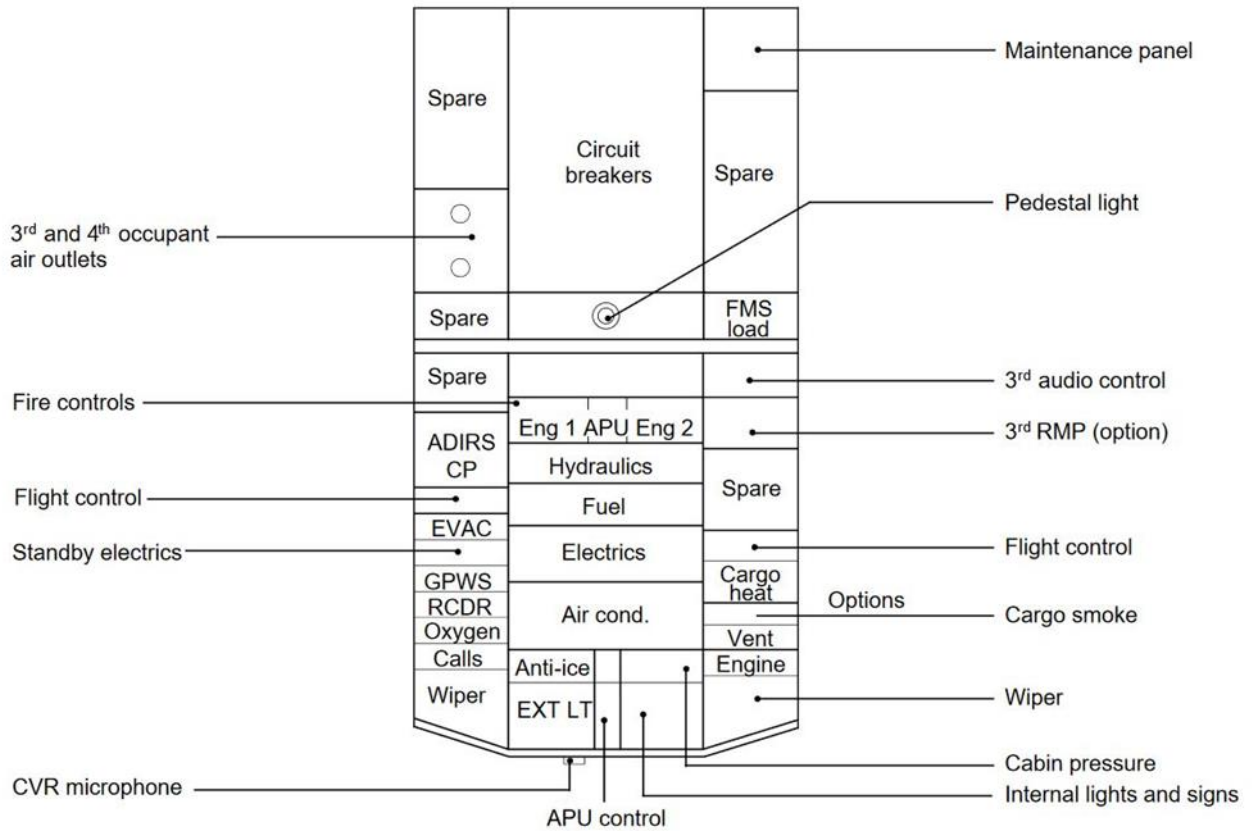 Maintenance panel
Spare
Circuit
breakers
Spare
Pedestal light
3rd and 4th occupant
air outlets
Spare
FMS
load
Spare
3rd audio control
Fire controls
Eng 1 APU Eng 2
3rd RMP (option)
ADIRS
CP
Hydraulics
Spare
Flight control
Fuel
EVAC
Standby electrics
Electrics
Flight control
GPWS
Cargo
heat
Options
RCDR
Air cond.
Cargo smoke
Oxygen
Vent
Calls
Anti-ice
Engine
Wiper
EXT LT
Wiper
Cabin pressure
CVR microphone
Internal lights and signs
APU control